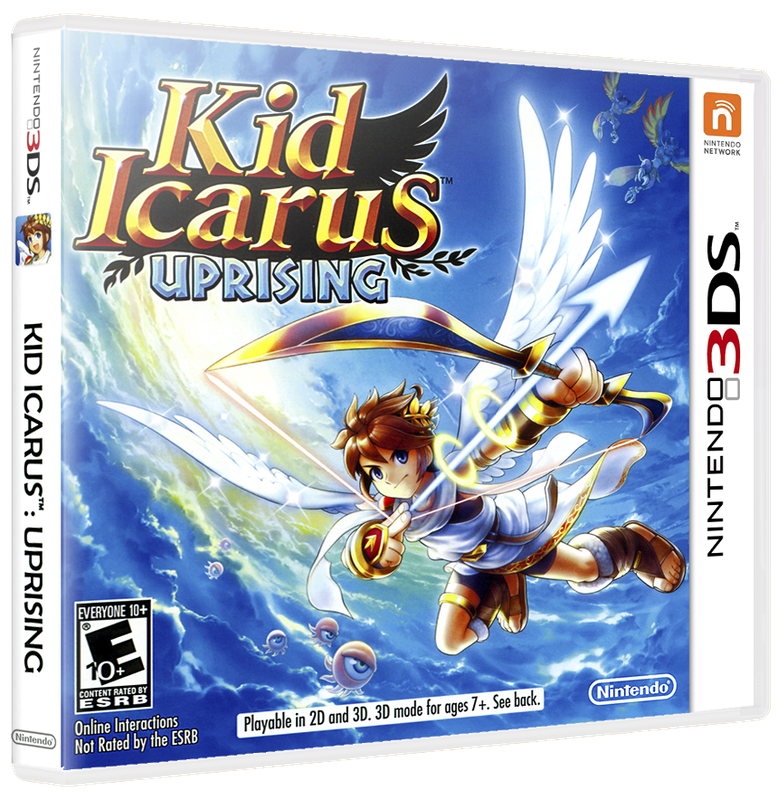 NINTENDO 3DS™
KID ICARUS™: UPRISING
Nintendo®
Kid
Icarus™
UPRISING
EVERYONE 10+
E
10+
®
CONTENT RATED BY
ESRB
Online Interactions
Not Rated by the ESRB
Playable in 2D and 3D. 3D mode for ages 7+. See back.
Nintendo®
n
NINTENDO
NETWORK
NINTENDO 3DS™